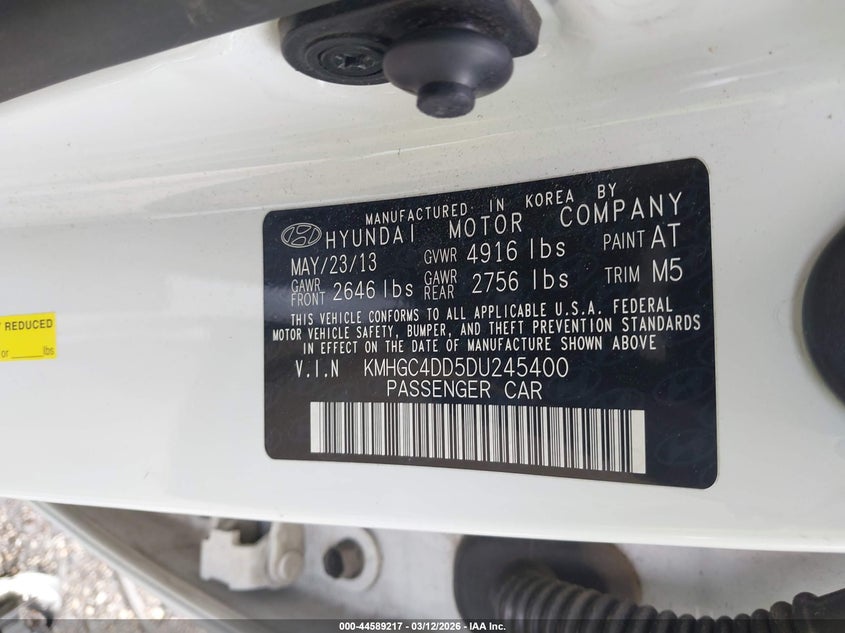 MANUFACTURED IN KOREA BY
HYUNDAI MOTOR COMPANY
MAY/23/13 GVWR 4916 lbs PAINT AT
GAWR FRONT 2646 lbs GAWR REAR 2756 lbs TRIM M5
THIS VEHICLE CONFORMS TO ALL APPLICABLE U.S.A. FEDERAL
MOTOR VEHICLE SAFETY, BUMPER, AND THEFT PREVENTION STANDARDS
IN EFFECT ON THE DATE OF MANUFACTURE SHOWN ABOVE
V.I.N KMHGC4DD5DU245400
PASSENGER CAR
REDUCED
or ____lbs
000-44589217 - 03/12/2026 - IAA Inc.